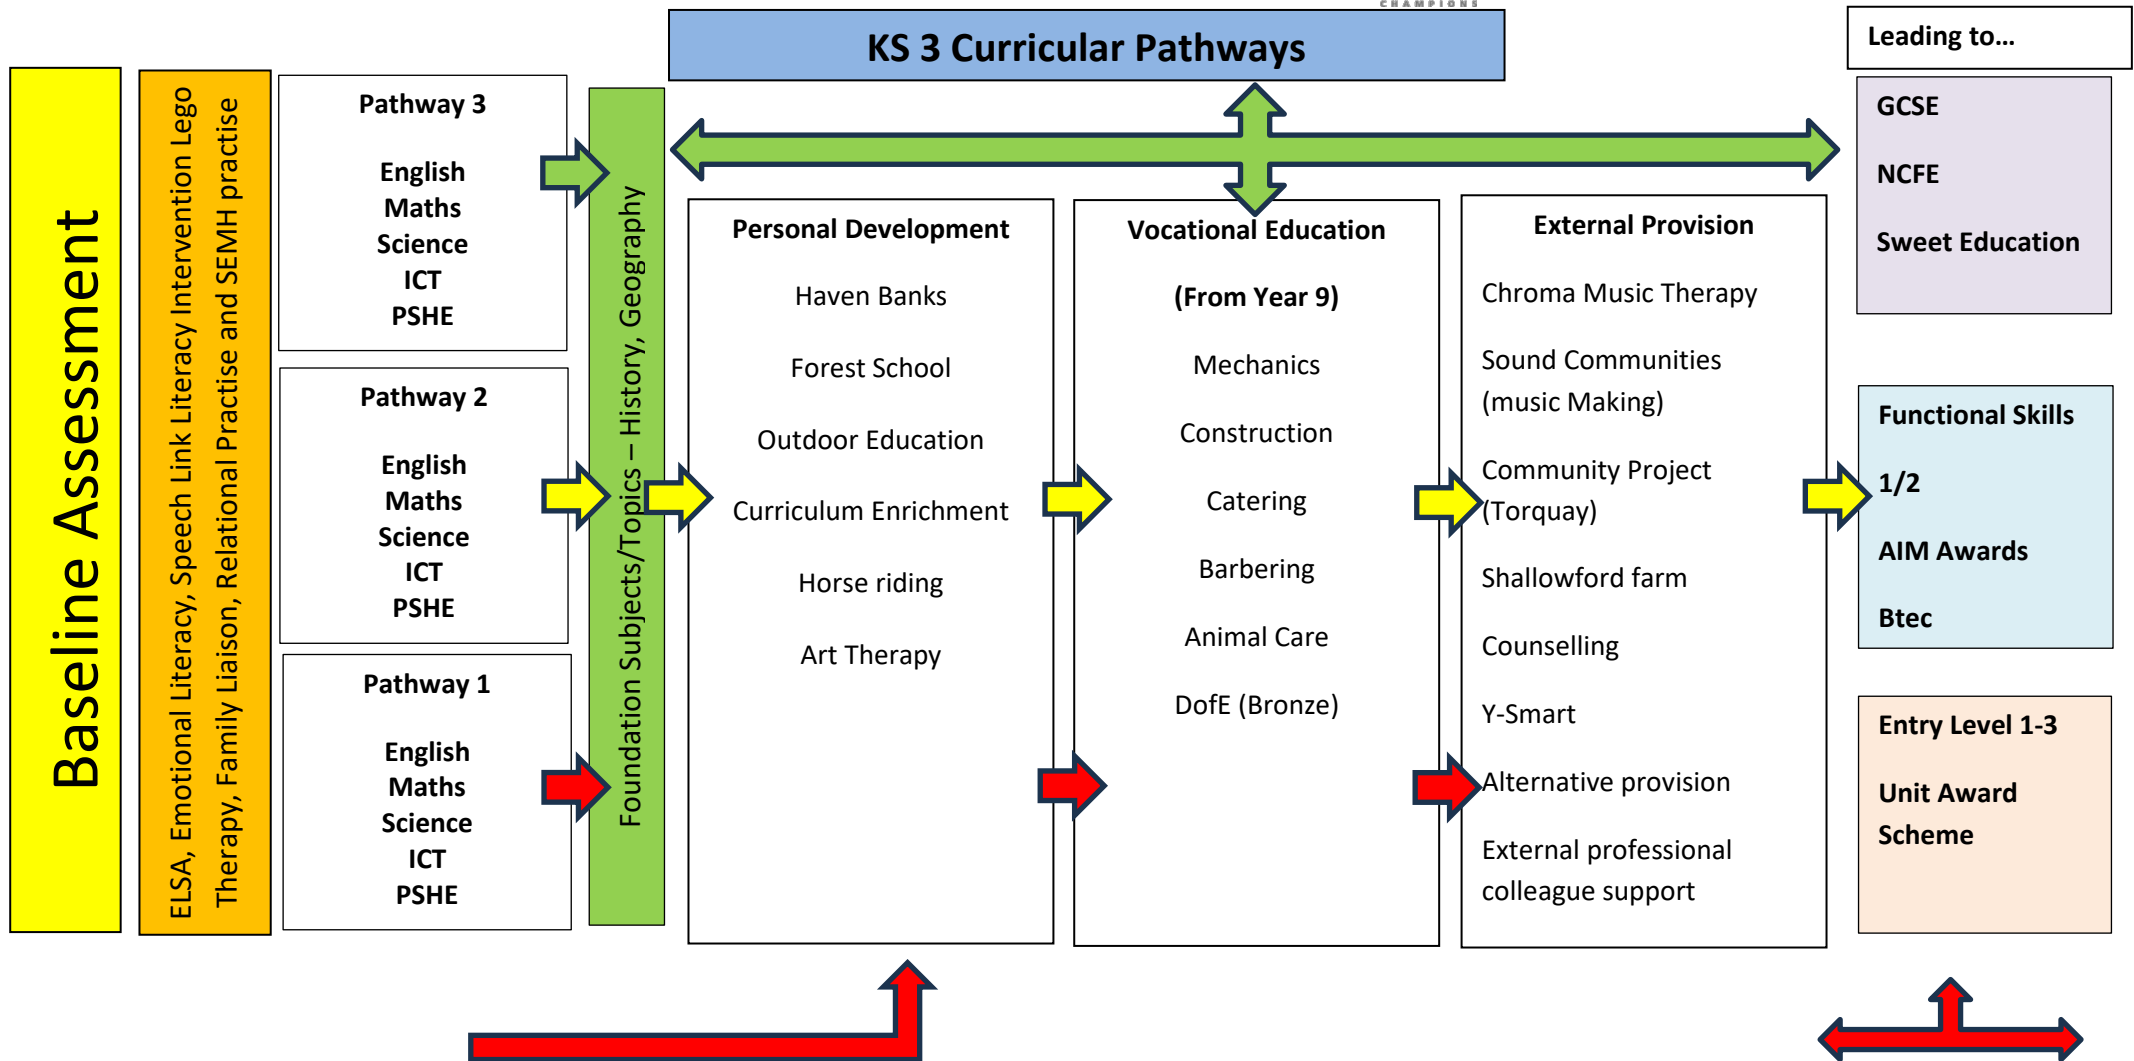 CHAMPIONS
KS 3 Curricular Pathways
Leading to...
Baseline Assessment
ELSA, Emotional Literacy, Speech Link Literacy Intervention Lego
Therapy, Family Liaison, Relational Practise and SEMH practise
Pathway 3
English
Maths
Science
ICT
PSHE
Pathway 2
English
Maths
Science
ICT
PSHE
Pathway 1
English
Maths
Science
ICT
PSHE
Foundation Subjects/Topics – History, Geography
Personal Development
Haven Banks
Forest School
Outdoor Education
Curriculum Enrichment
Horse riding
Art Therapy
Vocational Education
(From Year 9)
Mechanics
Construction
Catering
Barbering
Animal Care
DofE (Bronze)
External Provision
Chroma Music Therapy
Sound Communities
(music Making)
Community Project
(Torquay)
Shallowford farm
Counselling
Y-Smart
Alternative provision
External professional
colleague support
GCSE
NCFE
Sweet Education
Functional Skills
1/2
AIM Awards
Btec
Entry Level 1-3
Unit Award
Scheme